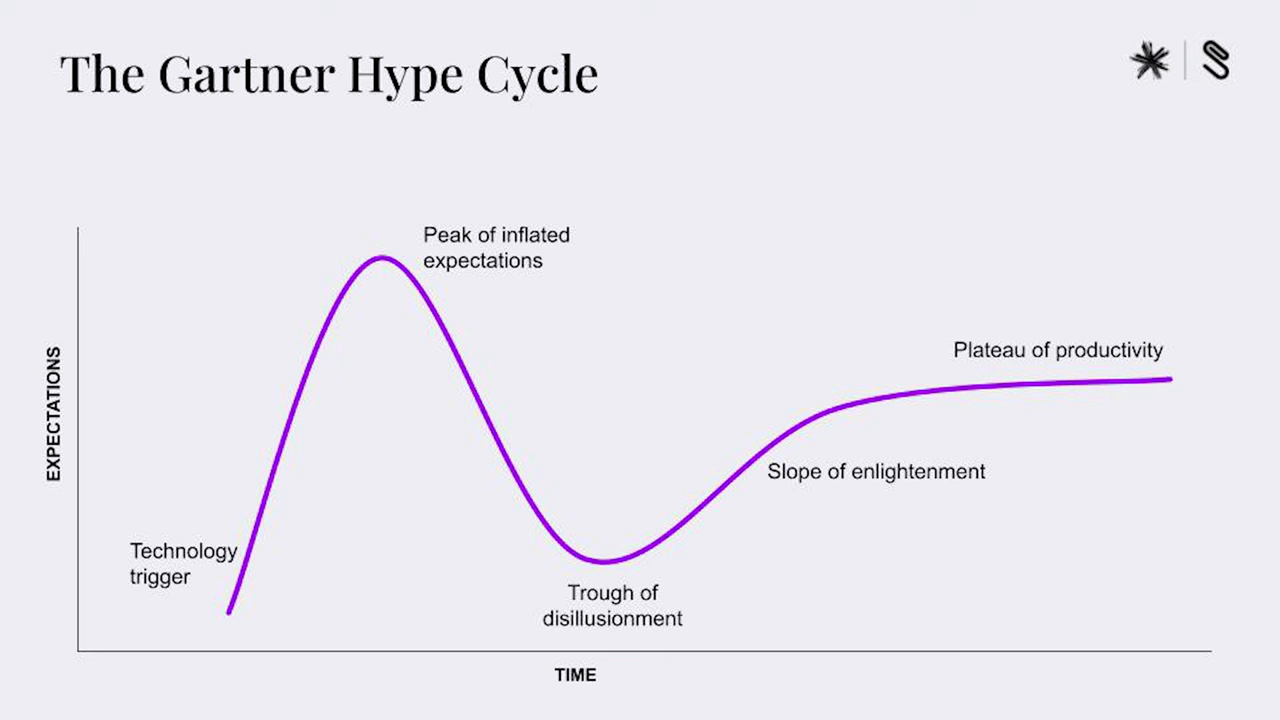 The Gartner Hype Cycle
Peak of inflated
expectations
Plateau of productivity
EXPECTATIONS
Slope of enlightenment
Technology
trigger
Trough of
disillusionment
TIME